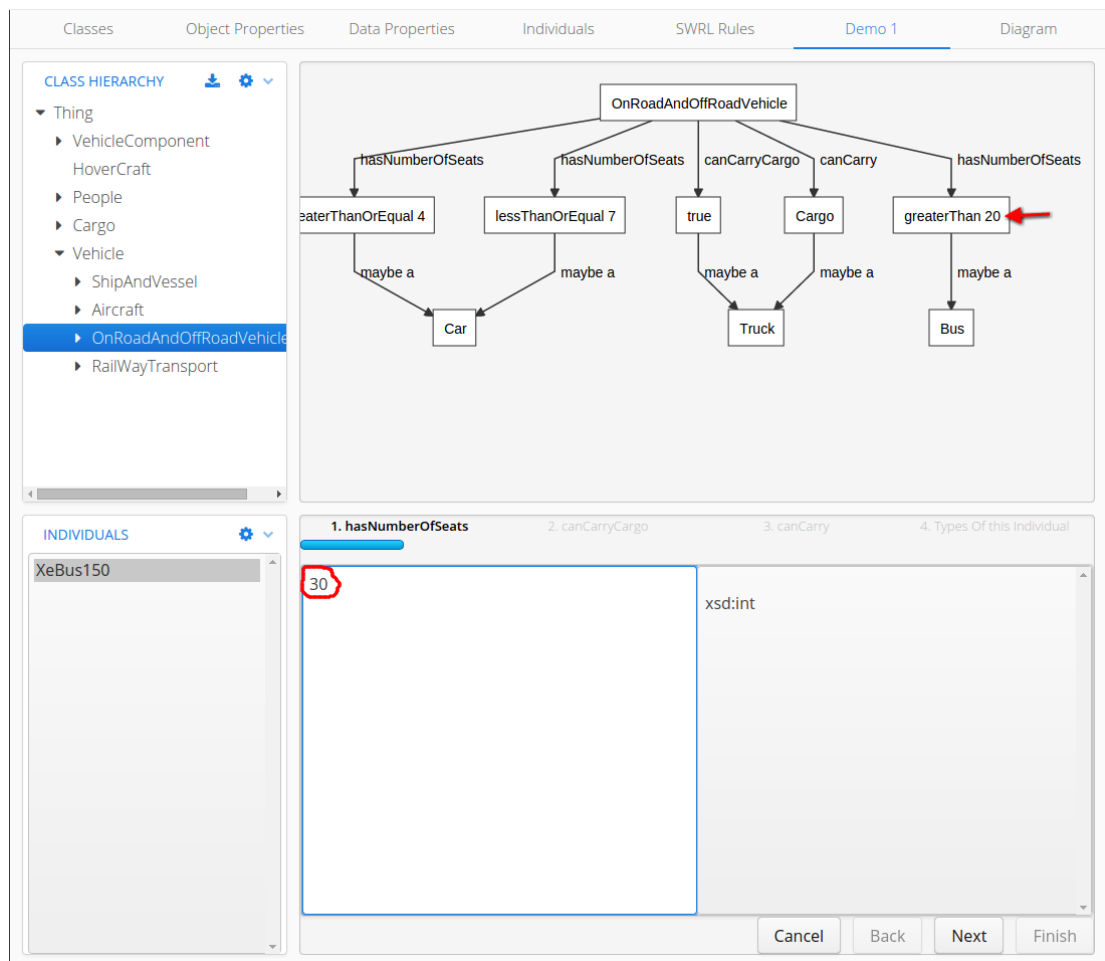 Classes Object Properties Data Properties Individuals SWRL Rules Demo 1 Diagram
CLASS HIERARCHY
Thing
VehicleComponent
HoverCraft
People
Cargo
Vehicle
ShipAndVessel
Aircraft
OnRoadAndOffRoadVehicle
RailWayTransport
OnRoadAndOffRoadVehicle
hasNumberOfSeats hasNumberOfSeats canCarryCargo canCarry hasNumberOfSeats
eaterThanOrEqual 4 lessThanOrEqual 7 true Cargo greaterThan 20
maybe a maybe a maybe a maybe a maybe a
Car Truck Bus
INDIVIDUALS
XeBus150
1. hasNumberOfSeats 2. canCarryCargo 3. canCarry 4. Types Of this Individual
30
xsd:int
Cancel Back Next Finish